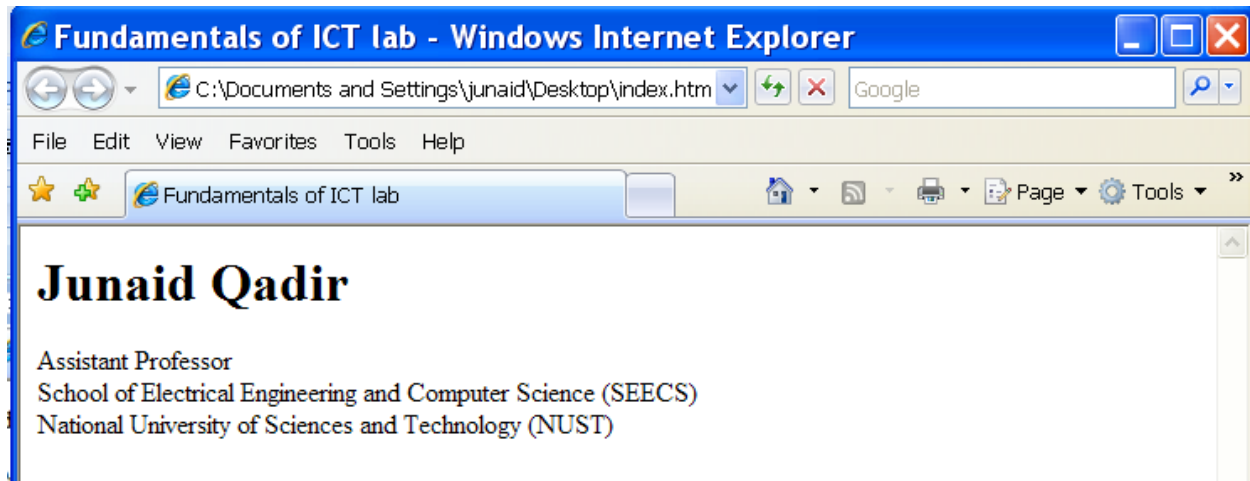 Fundamentals of ICT lab - Windows Internet Explorer
C:\Documents and Settings\junaid\Desktop\index.htm Google
File Edit View Favorites Tools Help
Fundamentals of ICT lab Page Tools »
Junaid Qadir
Assistant Professor
School of Electrical Engineering and Computer Science (SEECS)
National University of Sciences and Technology (NUST)